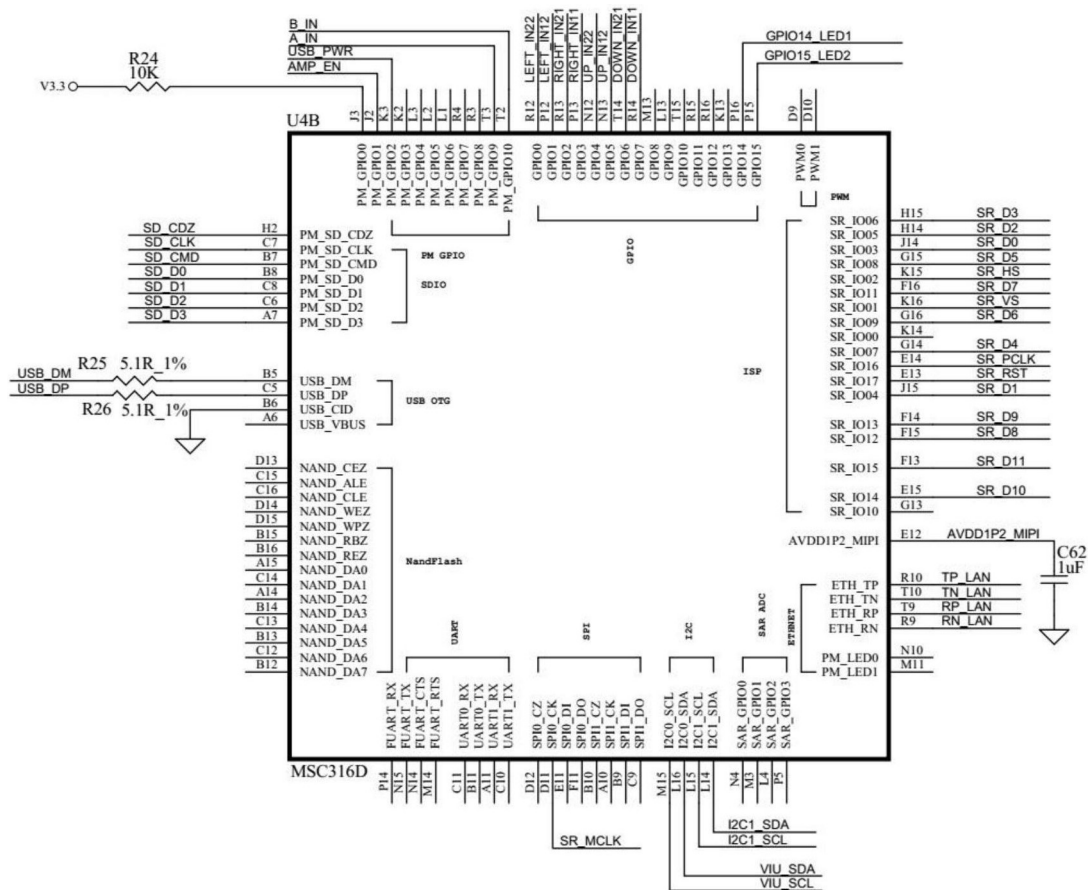 B_IN
A_IN
USB_PWR
AMP_EN
R24
10K
V3.3
LEFT_IN22
LEFT_IN12
RIGHT_IN21
RIGHT_IN11
UP_IN22
UP_IN12
DOWN_IN21
DOWN_IN11
GPIO14_LED1
GPIO15_LED2
J3
J2
K3
K2
L3
L2
L1
R4
R3
T3
T2
R12
P12
R13
P13
N12
N13
T14
R14
M13
L13
T15
R15
R16
K13
P16
P15
D9
D10
U4B
PM_GPIO0
PM_GPIO1
PM_GPIO2
PM_GPIO3
PM_GPIO4
PM_GPIO5
PM_GPIO6
PM_GPIO7
PM_GPIO8
PM_GPIO9
PM_GPIO10
GPIO0
GPIO1
GPIO2
GPIO3
GPIO4
GPIO5
GPIO6
GPIO7
GPIO8
GPIO9
GPIO10
GPIO11
GPIO12
GPIO13
GPIO14
GPIO15
PWM0
PWM1
PM GPIO
GPIO
PWM
SD_CDZ H2 PM_SD_CDZ
SD_CLK C7 PM_SD_CLK
SD_CMD B7 PM_SD_CMD
SD_D0 B8 PM_SD_D0
SD_D1 C8 PM_SD_D1
SD_D2 C6 PM_SD_D2
SD_D3 A7 PM_SD_D3
SDIO
R25 5.1R_1%
USB_DM B5 USB_DM
USB_DP C5 USB_DP
R26 5.1R_1%
B6 USB_CID
A6 USB_VBUS
USB OTG
D13 NAND_CEZ
C15 NAND_ALE
C16 NAND_CLE
D14 NAND_WEZ
D15 NAND_WPZ
B15 NAND_RBZ
B16 NAND_REZ
A15 NAND_DA0
C14 NAND_DA1
A14 NAND_DA2
B14 NAND_DA3
C13 NAND_DA4
B13 NAND_DA5
C12 NAND_DA6
B12 NAND_DA7
NandFlash
SR_IO06 H15 SR_D3
SR_IO05 H14 SR_D2
SR_IO03 J14 SR_D0
SR_IO08 G15 SR_D5
SR_IO02 K15 SR_HS
SR_IO11 F16 SR_D7
SR_IO01 K16 SR_VS
SR_IO09 G16 SR_D6
SR_IO00 K14
SR_IO07 G14 SR_D4
SR_IO16 E14 SR_PCLK
SR_IO17 E13 SR_RST
SR_IO04 J15 SR_D1
SR_IO13 F14 SR_D9
SR_IO12 F15 SR_D8
SR_IO15 F13 SR_D11
SR_IO14 E15 SR_D10
SR_IO10 G13
ISP
AVDD1P2_MIPI E12 AVDD1P2_MIPI
C62
1uF
ETH_TP R10 TP_LAN
ETH_TN T10 TN_LAN
ETH_RP T9 RP_LAN
ETH_RN R9 RN_LAN
PM_LED0 N10
PM_LED1 M11
UART
SPI
I2C
SAR ADC
ETHNET
FUART_RX
FUART_TX
FUART_CTS
FUART_RTS
UART0_RX
UART0_TX
UART1_RX
UART1_TX
SPI0_CZ
SPI0_CK
SPI0_DI
SPI0_DO
SPI1_CZ
SPI1_CK
SPI1_DI
SPI1_DO
I2C0_SCL
I2C0_SDA
I2C1_SCL
I2C1_SDA
SAR_GPIO0
SAR_GPIO1
SAR_GPIO2
SAR_GPIO3
MSC316D
P14
N15
N14
M14
C11
B11
A11
C10
D12
D11
E11
F11
B10
A10
B9
C9
M15
L16
L15
L14
N4
M3
L4
P5
SR_MCLK
I2C1_SDA
I2C1_SCL
VIU_SDA
VIU_SCL